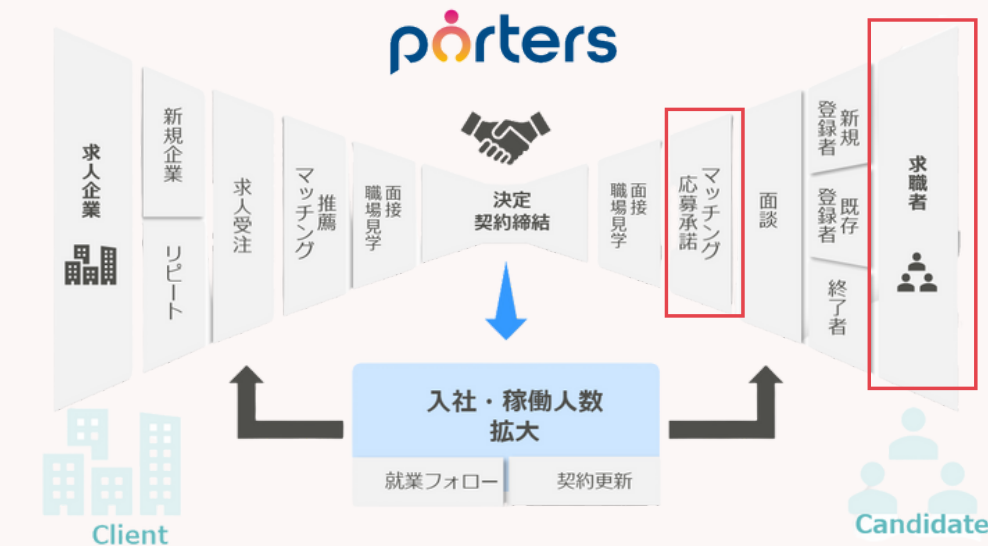 porters
求人企業
新規企業
リピート
求人受注
推薦
マッチング
面接
職場見学
決定
契約締結
面接
職場見学
マッチング
応募承諾
面談
新規
登録者
既存
登録者
終了者
求職者
入社・稼働人数
拡大
就業フォロー
契約更新
Client
Candidate